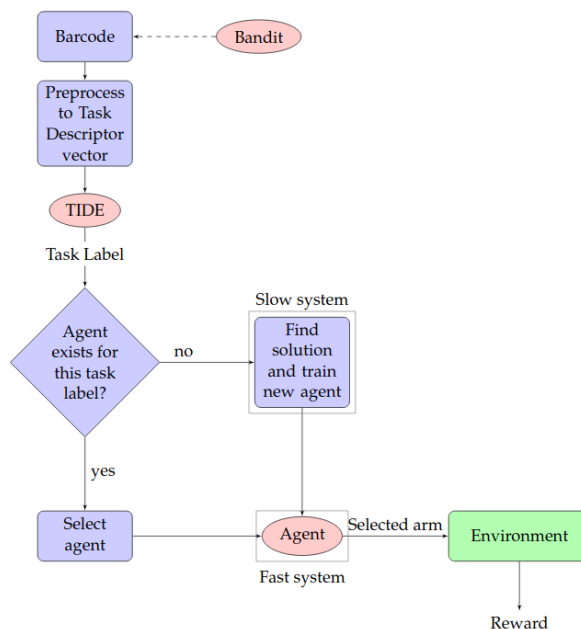 Barcode
Bandit
Preprocess
to Task
Descriptor
vector
TIDE
Task Label
Agent
exists for
this task
label?
no
Slow system
Find
solution
and train
new agent
yes
Select
agent
Agent
Fast system
Selected arm
Environment
Reward